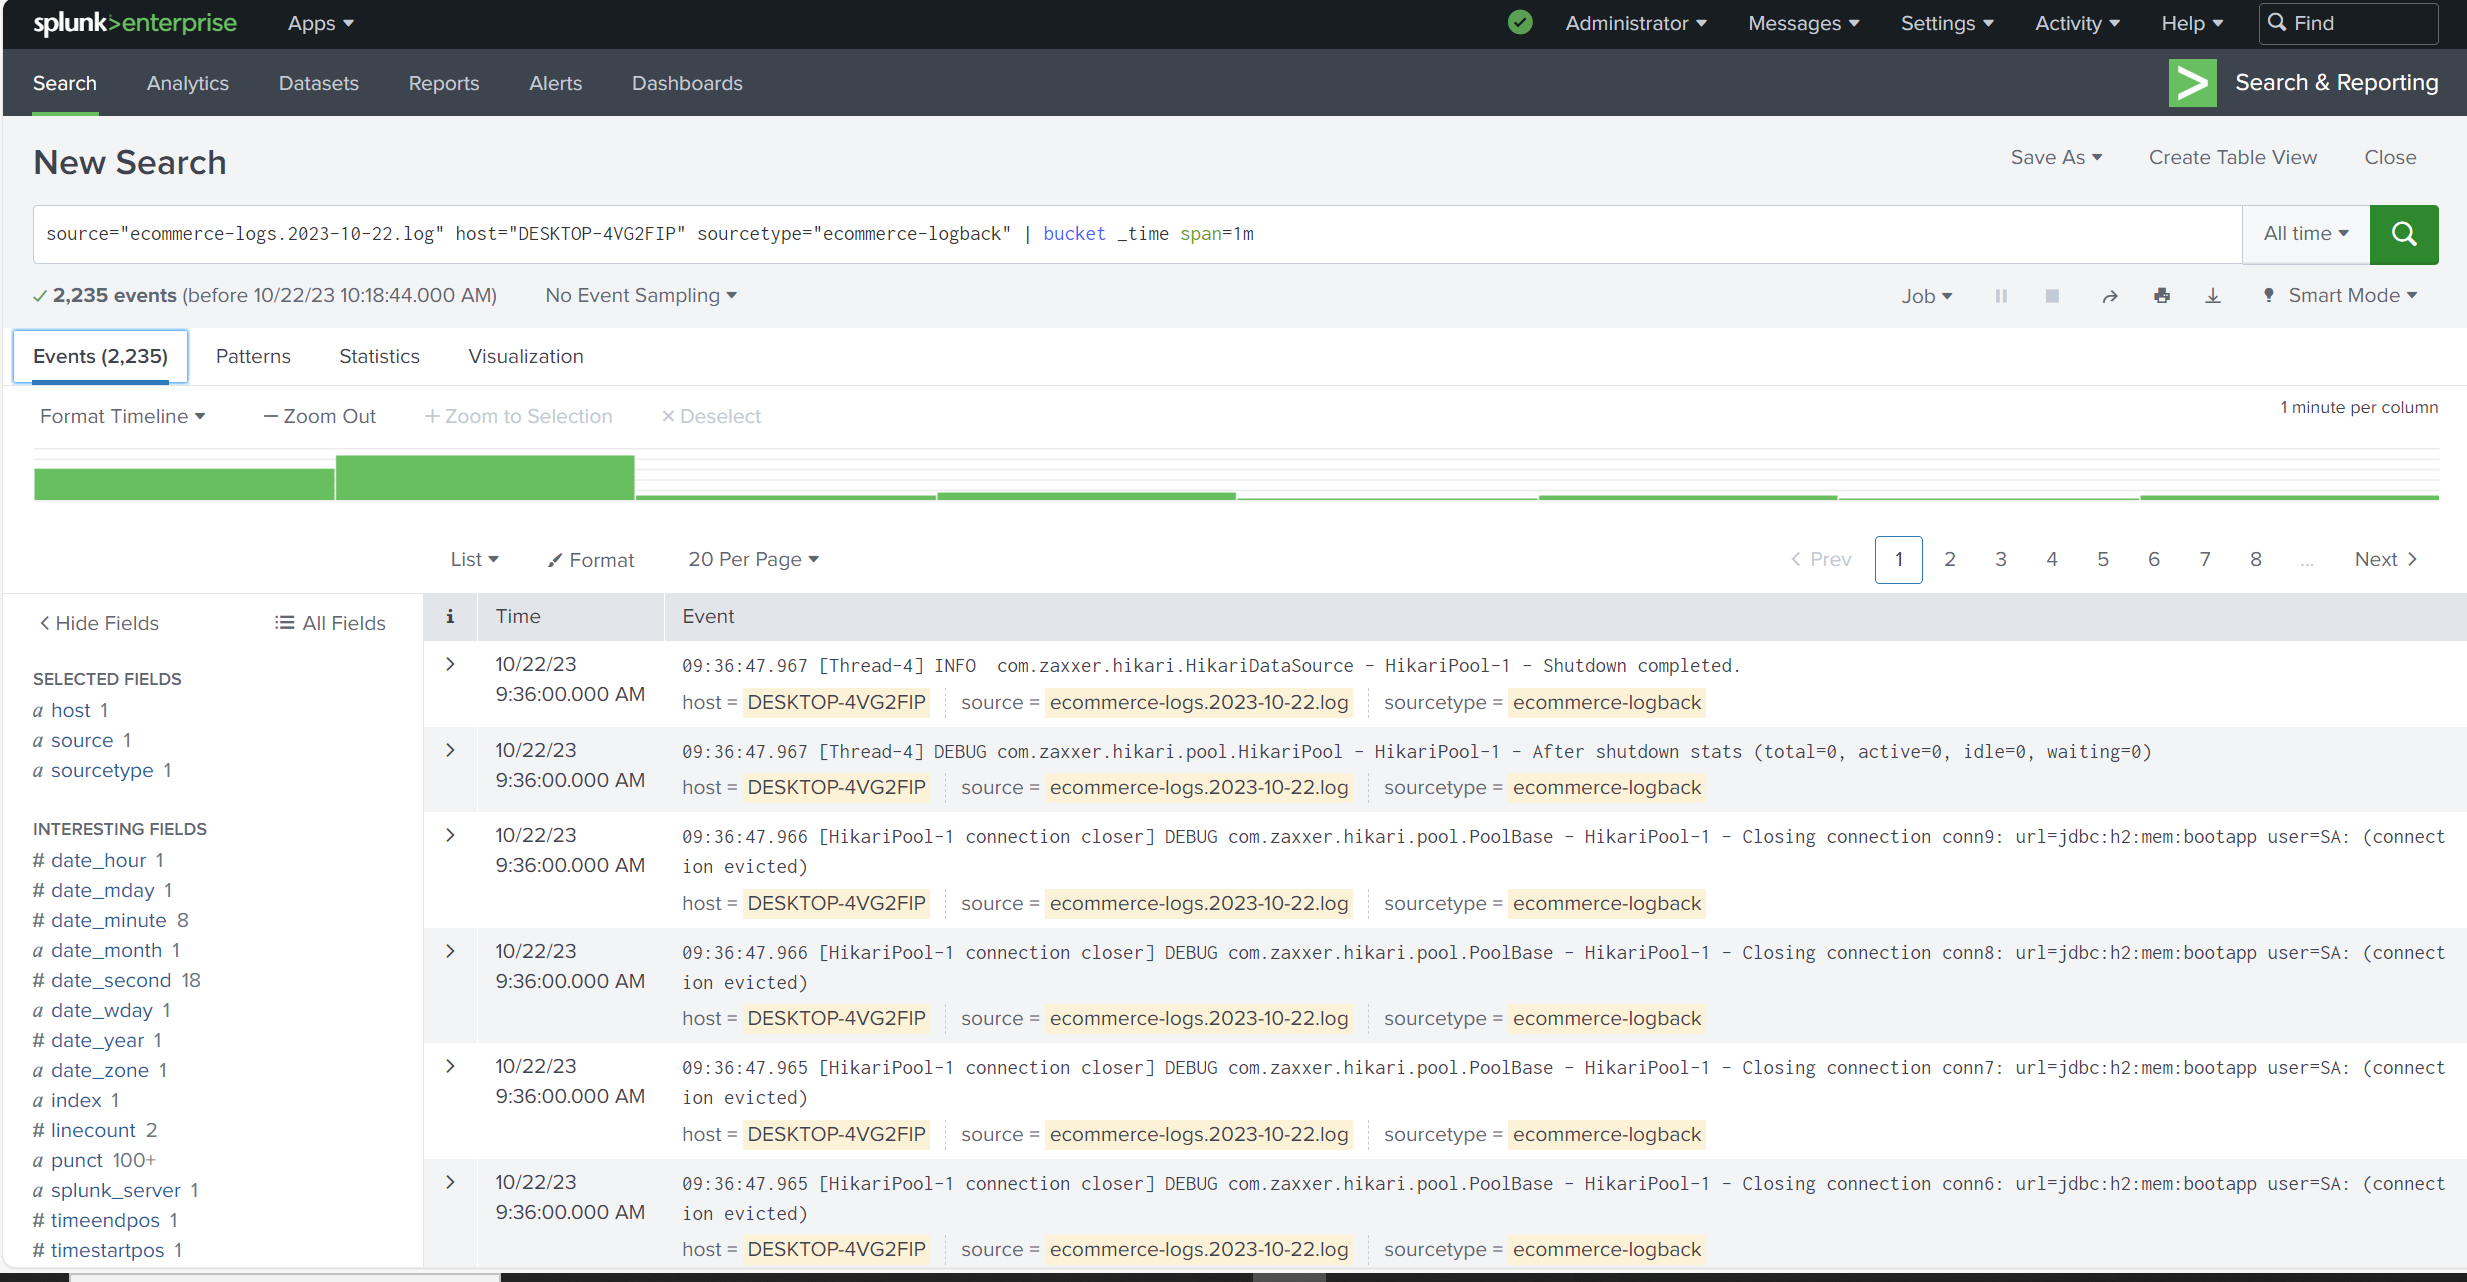 splunk>enterprise Apps Administrator Messages Settings Activity Help Find
Search Analytics Datasets Reports Alerts Dashboards Search & Reporting
New Search Save As Create Table View Close
source="ecommerce-logs.2023-10-22.log" host="DESKTOP-4VG2FIP" sourcetype="ecommerce-logback" | bucket _time span=1m All time
2,235 events (before 10/22/23 10:18:44.000 AM) No Event Sampling Job Smart Mode
Events (2,235) Patterns Statistics Visualization
Format Timeline — Zoom Out + Zoom to Selection × Deselect 1 minute per column
List Format 20 Per Page < Prev 1 2 3 4 5 6 7 8 ... Next >
< Hide Fields All Fields
SELECTED FIELDS
a host 1
a source 1
a sourcetype 1
INTERESTING FIELDS
# date_hour 1
# date_mday 1
# date_minute 8
a date_month 1
# date_second 18
a date_wday 1
# date_year 1
a date_zone 1
a index 1
# linecount 2
a punct 100+
a splunk_server 1
# timeendpos 1
# timestartpos 1
i Time Event
> 10/22/23
9:36:00.000 AM
09:36:47.967 [Thread-4] INFO  com.zaxxer.hikari.HikariDataSource - HikariPool-1 - Shutdown completed.
host = DESKTOP-4VG2FIP source = ecommerce-logs.2023-10-22.log sourcetype = ecommerce-logback
> 10/22/23
9:36:00.000 AM
09:36:47.967 [Thread-4] DEBUG com.zaxxer.hikari.pool.HikariPool - HikariPool-1 - After shutdown stats (total=0, active=0, idle=0, waiting=0)
host = DESKTOP-4VG2FIP source = ecommerce-logs.2023-10-22.log sourcetype = ecommerce-logback
> 10/22/23
9:36:00.000 AM
09:36:47.966 [HikariPool-1 connection closer] DEBUG com.zaxxer.hikari.pool.PoolBase - HikariPool-1 - Closing connection conn9: url=jdbc:h2:mem:bootapp user=SA: (connect
ion evicted)
host = DESKTOP-4VG2FIP source = ecommerce-logs.2023-10-22.log sourcetype = ecommerce-logback
> 10/22/23
9:36:00.000 AM
09:36:47.966 [HikariPool-1 connection closer] DEBUG com.zaxxer.hikari.pool.PoolBase - HikariPool-1 - Closing connection conn8: url=jdbc:h2:mem:bootapp user=SA: (connect
ion evicted)
host = DESKTOP-4VG2FIP source = ecommerce-logs.2023-10-22.log sourcetype = ecommerce-logback
> 10/22/23
9:36:00.000 AM
09:36:47.965 [HikariPool-1 connection closer] DEBUG com.zaxxer.hikari.pool.PoolBase - HikariPool-1 - Closing connection conn7: url=jdbc:h2:mem:bootapp user=SA: (connect
ion evicted)
host = DESKTOP-4VG2FIP source = ecommerce-logs.2023-10-22.log sourcetype = ecommerce-logback
> 10/22/23
9:36:00.000 AM
09:36:47.965 [HikariPool-1 connection closer] DEBUG com.zaxxer.hikari.pool.PoolBase - HikariPool-1 - Closing connection conn6: url=jdbc:h2:mem:bootapp user=SA: (connect
ion evicted)
host = DESKTOP-4VG2FIP source = ecommerce-logs.2023-10-22.log sourcetype = ecommerce-logback